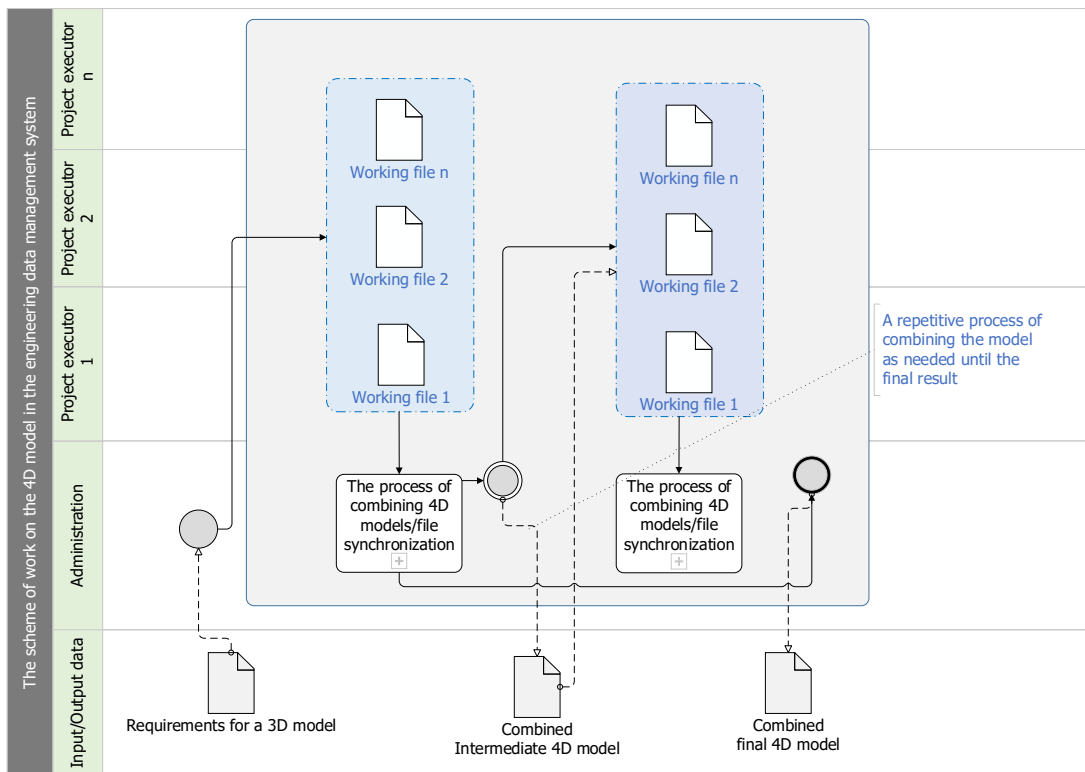 The scheme of work on the 4D model in the engineering data management system
Project executor
n
Project executor
2
Project executor
1
Administration
Input/Output data
Working file n
Working file 2
Working file 1
Working file n
Working file 2
Working file 1
A repetitive process of
combining the model
as needed until the
final result
The process of
combining 4D
models/file
synchronization
The process of
combining 4D
models/file
synchronization
Requirements for a 3D model
Combined
Intermediate 4D model
Combined
final 4D model